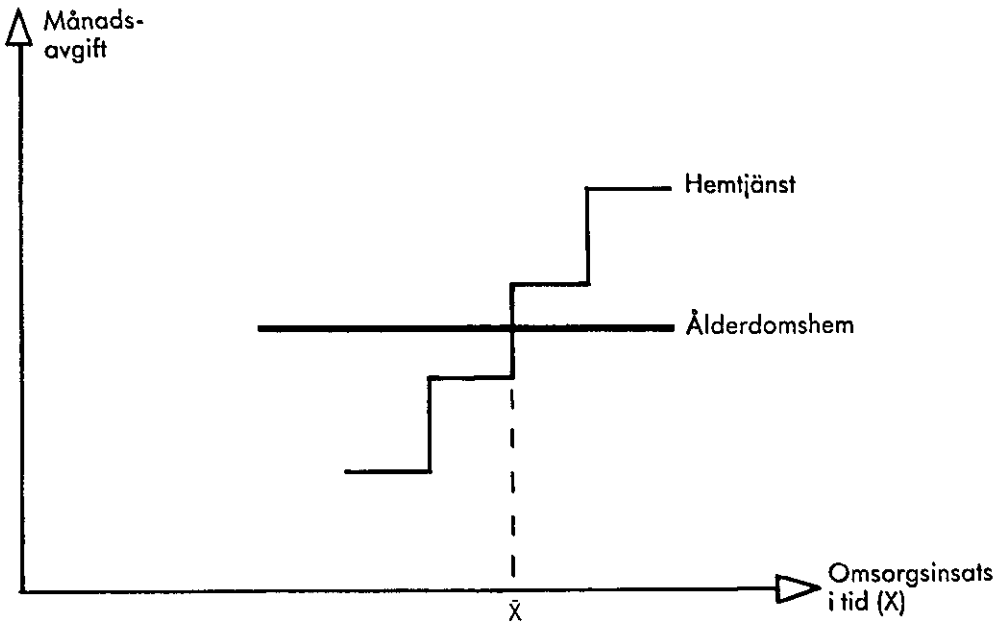 Månads-
avgift
Hemtjänst
Ålderdomshem
Omsorgsinsats
i tid (X)
X̄